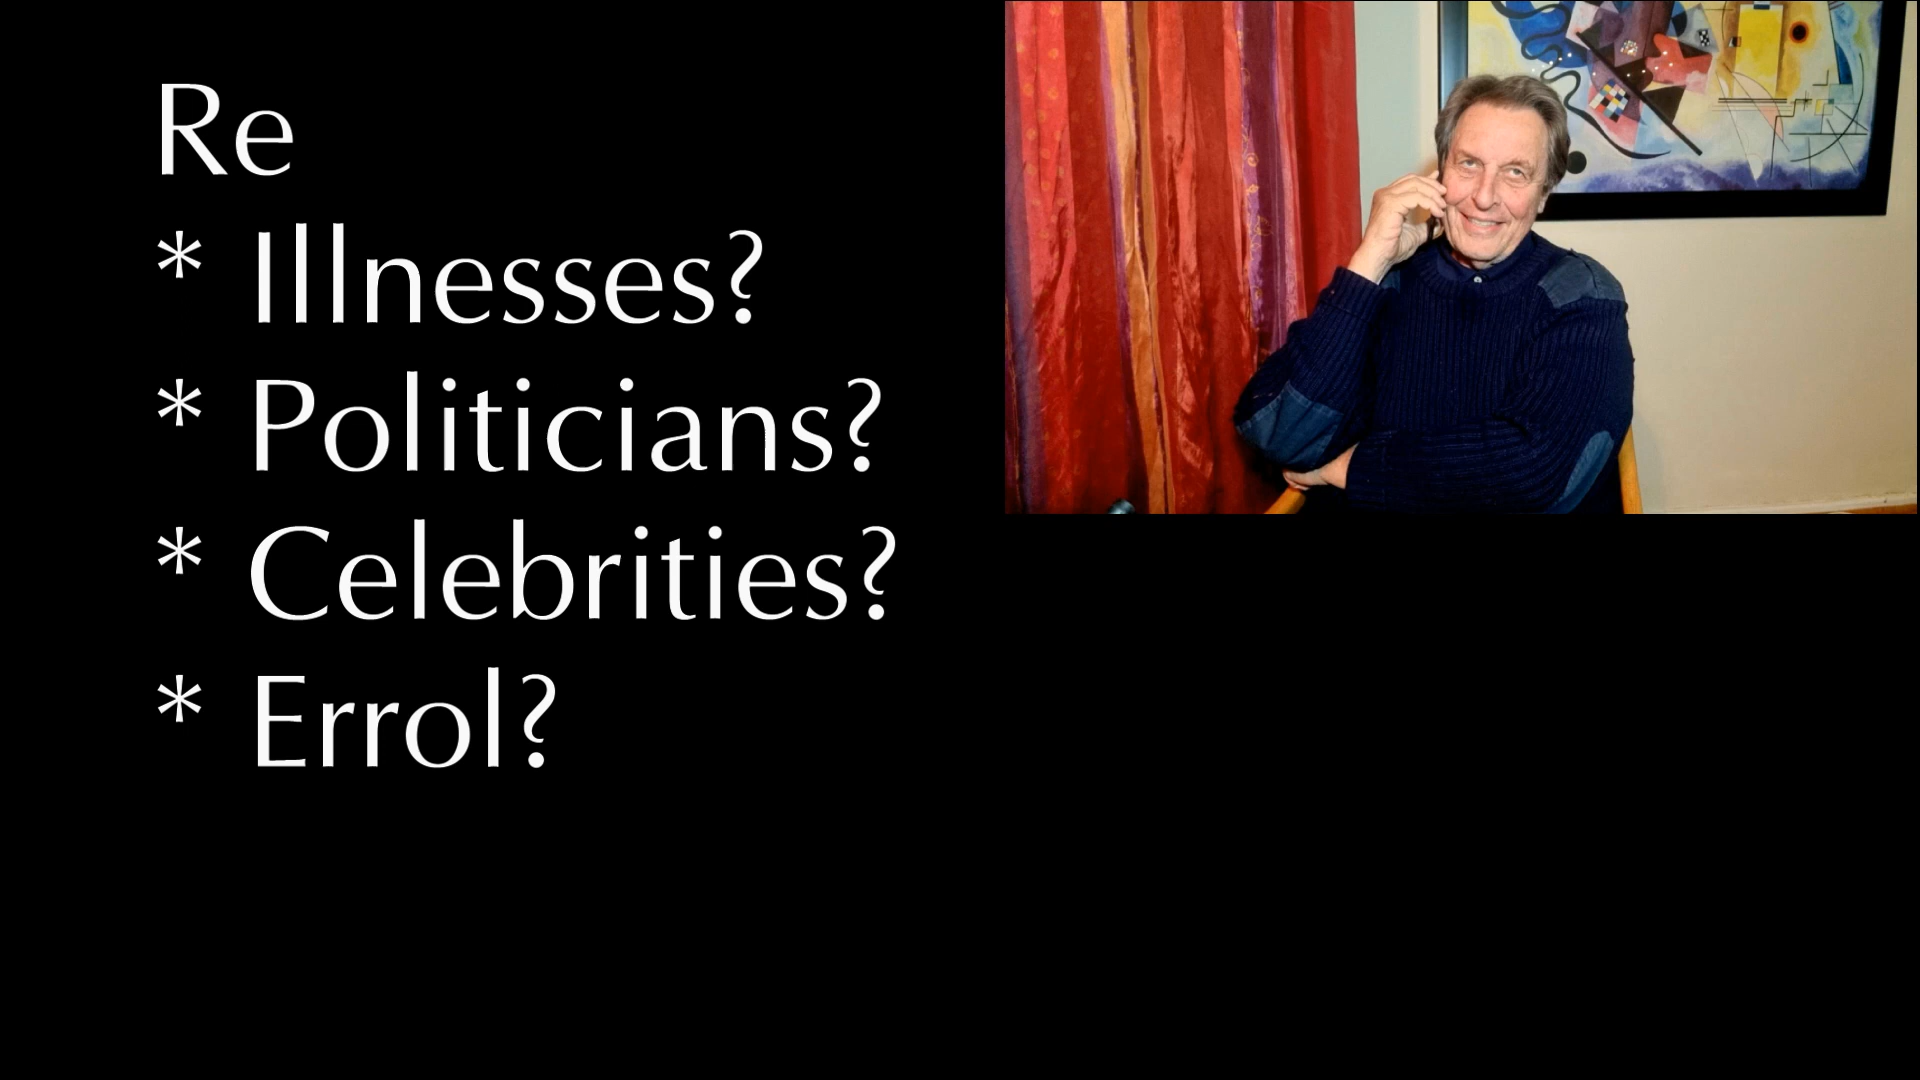 Re
* Illnesses?
* Politicians?
* Celebrities?
* Errol?